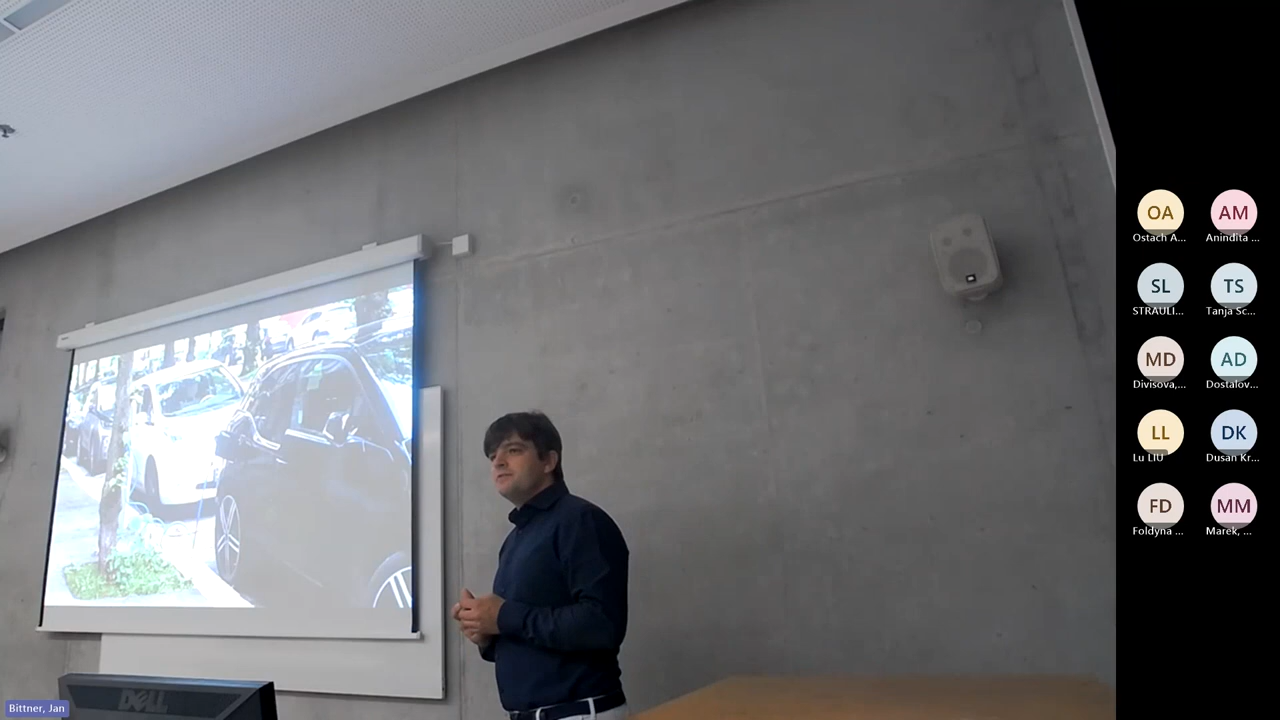 OA
AM
Ostach A...
Anindita ...
SL
TS
STRAULI...
Tanja Sc...
MD
AD
Divisova,...
Dostalov...
LL
DK
Lu LIU
Dusan Kr...
FD
MM
Foldyna ...
Marek, ...
DELL
Bittner, Jan